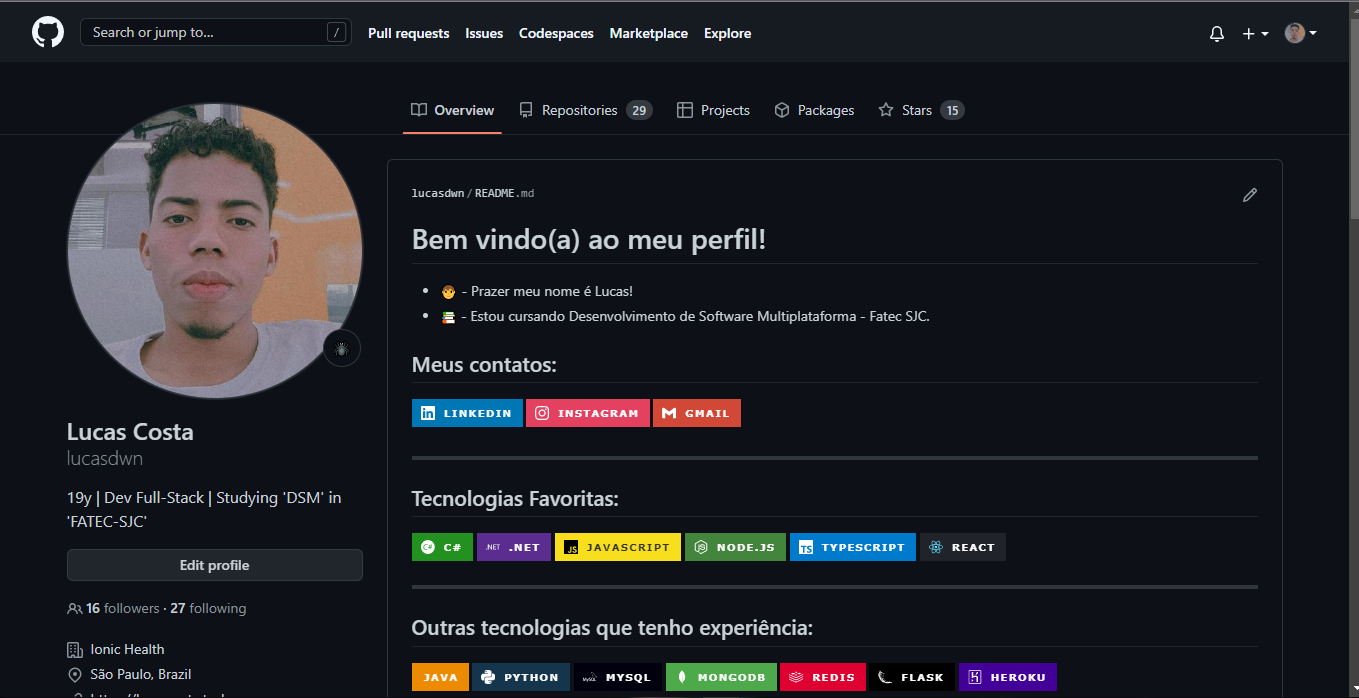 Search or jump to... /
Pull requests Issues Codespaces Marketplace Explore
Overview Repositories 29 Projects Packages Stars 15
lucasdwn/README.md
Bem vindo(a) ao meu perfil!
- Prazer meu nome é Lucas!
- Estou cursando Desenvolvimento de Software Multiplataforma - Fatec SJC.
Meus contatos:
LINKEDIN INSTAGRAM GMAIL
Tecnologias Favoritas:
C# .NET JAVASCRIPT NODE.JS TYPESCRIPT REACT
Outras tecnologias que tenho experiência:
JAVA PYTHON MYSQL MONGODB REDIS FLASK HEROKU
Lucas Costa
lucasdwn
19y | Dev Full-Stack | Studying 'DSM' in
'FATEC-SJC'
Edit profile
16 followers · 27 following
Ionic Health
São Paulo, Brazil